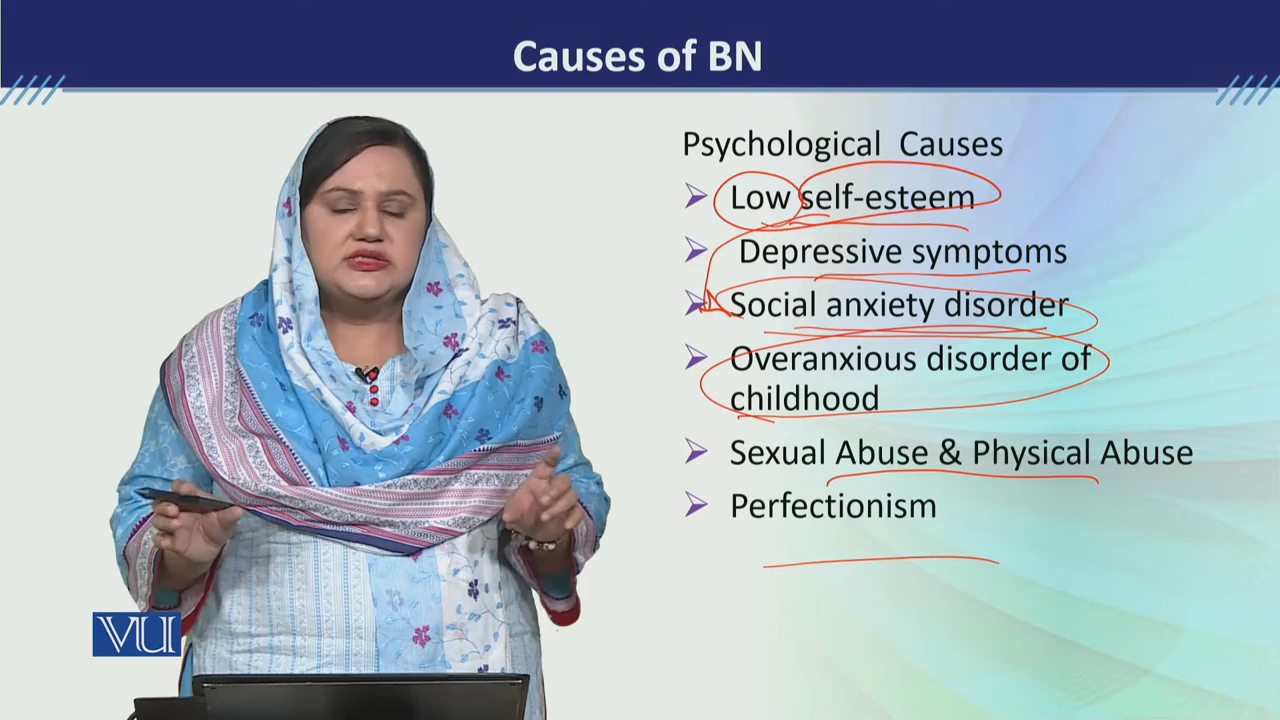 Causes of BN
Psychological Causes
Low self-esteem
Depressive symptoms
Social anxiety disorder
Overanxious disorder of
childhood
Sexual Abuse & Physical Abuse
Perfectionism
VU